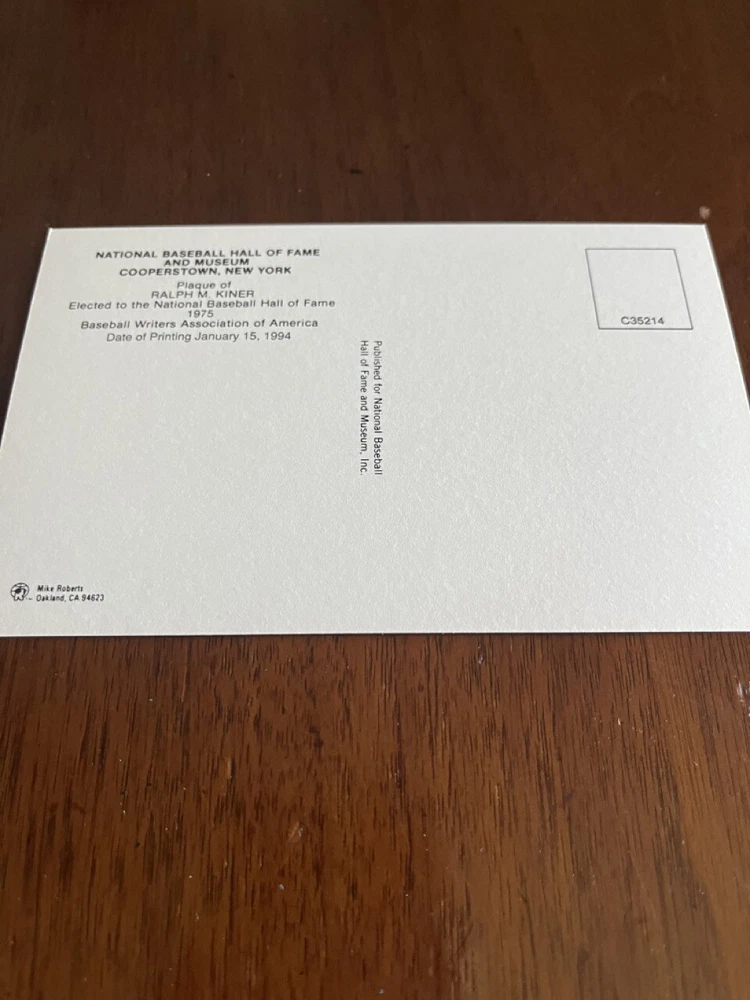 NATIONAL BASEBALL HALL OF FAME
AND MUSEUM
COOPERSTOWN, NEW YORK
Plaque of
RALPH M. KINER
Elected to the National Baseball Hall of Fame
1975
Baseball Writers Association of America
Date of Printing January 15, 1994
C35214
Published for National Baseball
Hall of Fame and Museum, Inc.
Mike Roberts
Oakland, CA 94623